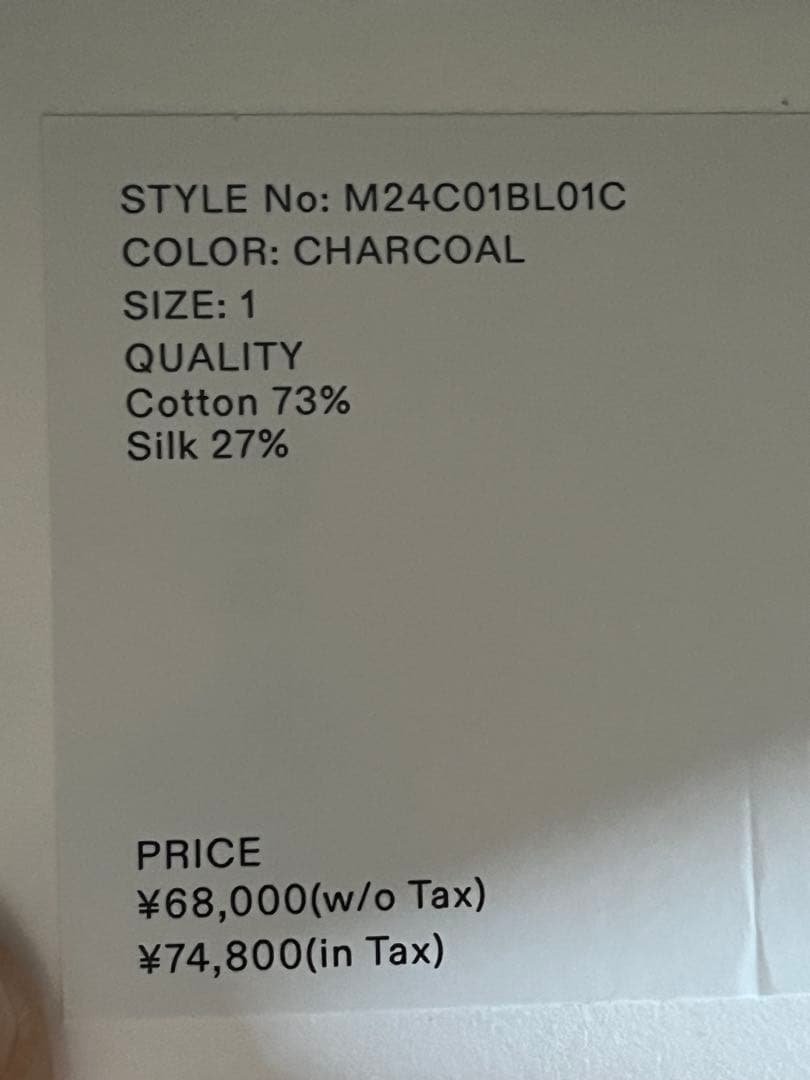 STYLE No: M24C01BL01C
COLOR: CHARCOAL
SIZE: 1
QUALITY
Cotton 73%
Silk 27%
PRICE
¥68,000(w/o Tax)
¥74,800(in Tax)